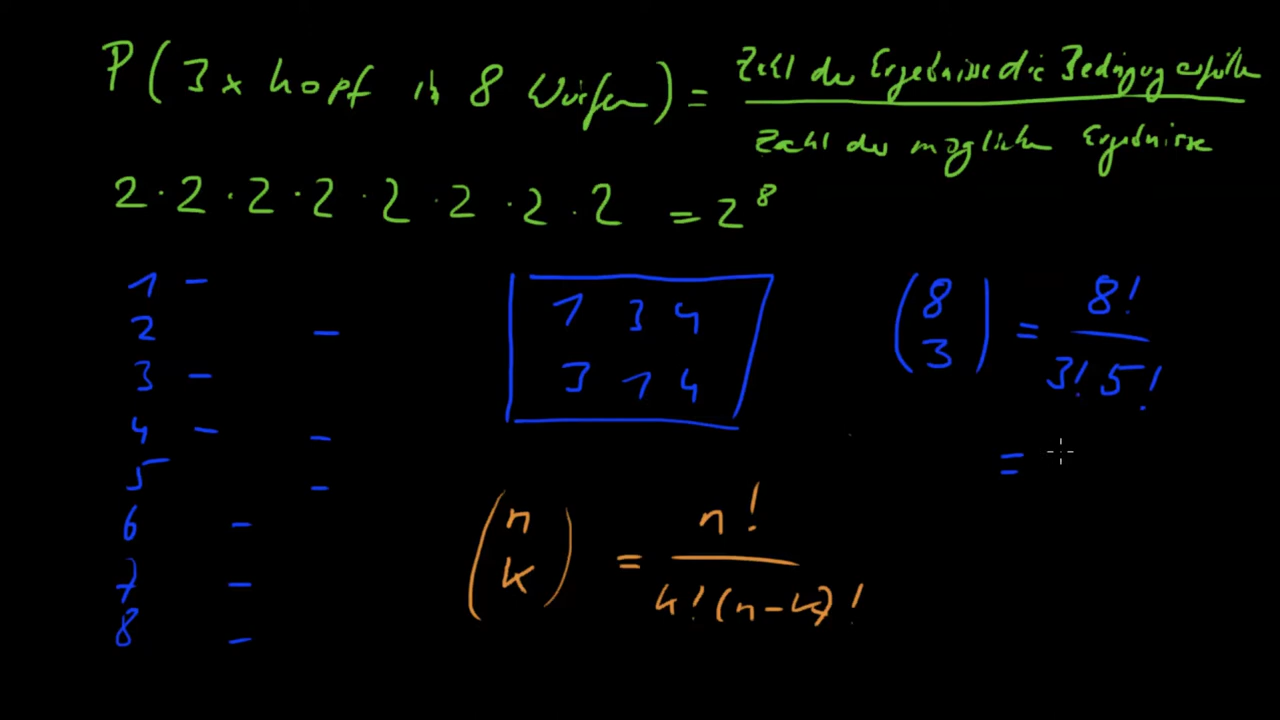 P(3x Kopf in 8 Würfen) = Zahl der Ergebnisse die Bedingung erfüllen
Zahl der möglichen Ergebnisse
2 · 2 · 2 · 2 · 2 · 2 · 2 · 2 = 2^8
1 –
2 –
3 –
4 – –
5 –
6 –
7 –
8 –
1 3 4
3 1 4
(8 3) = 8! / 3! 5!
=
(n k) = n! / k! (n-k)!